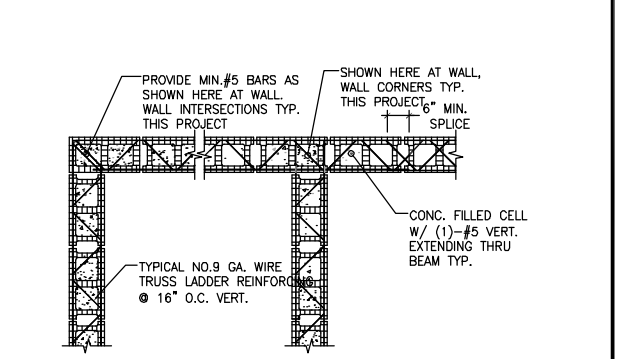 PROVIDE MIN.#5 BARS AS
SHOWN HERE AT WALL.
WALL INTERSECTIONS TYP.
THIS PROJECT
SHOWN HERE AT WALL,
WALL CORNERS TYP.
THIS PROJECT
6" MIN.
SPLICE
CONC. FILLED CELL
W/ (1)-#5 VERT.
EXTENDING THRU
BEAM TYP.
TYPICAL NO.9 GA. WIRE
TRUSS LADDER REINFORCING
@ 16" O.C. VERT.